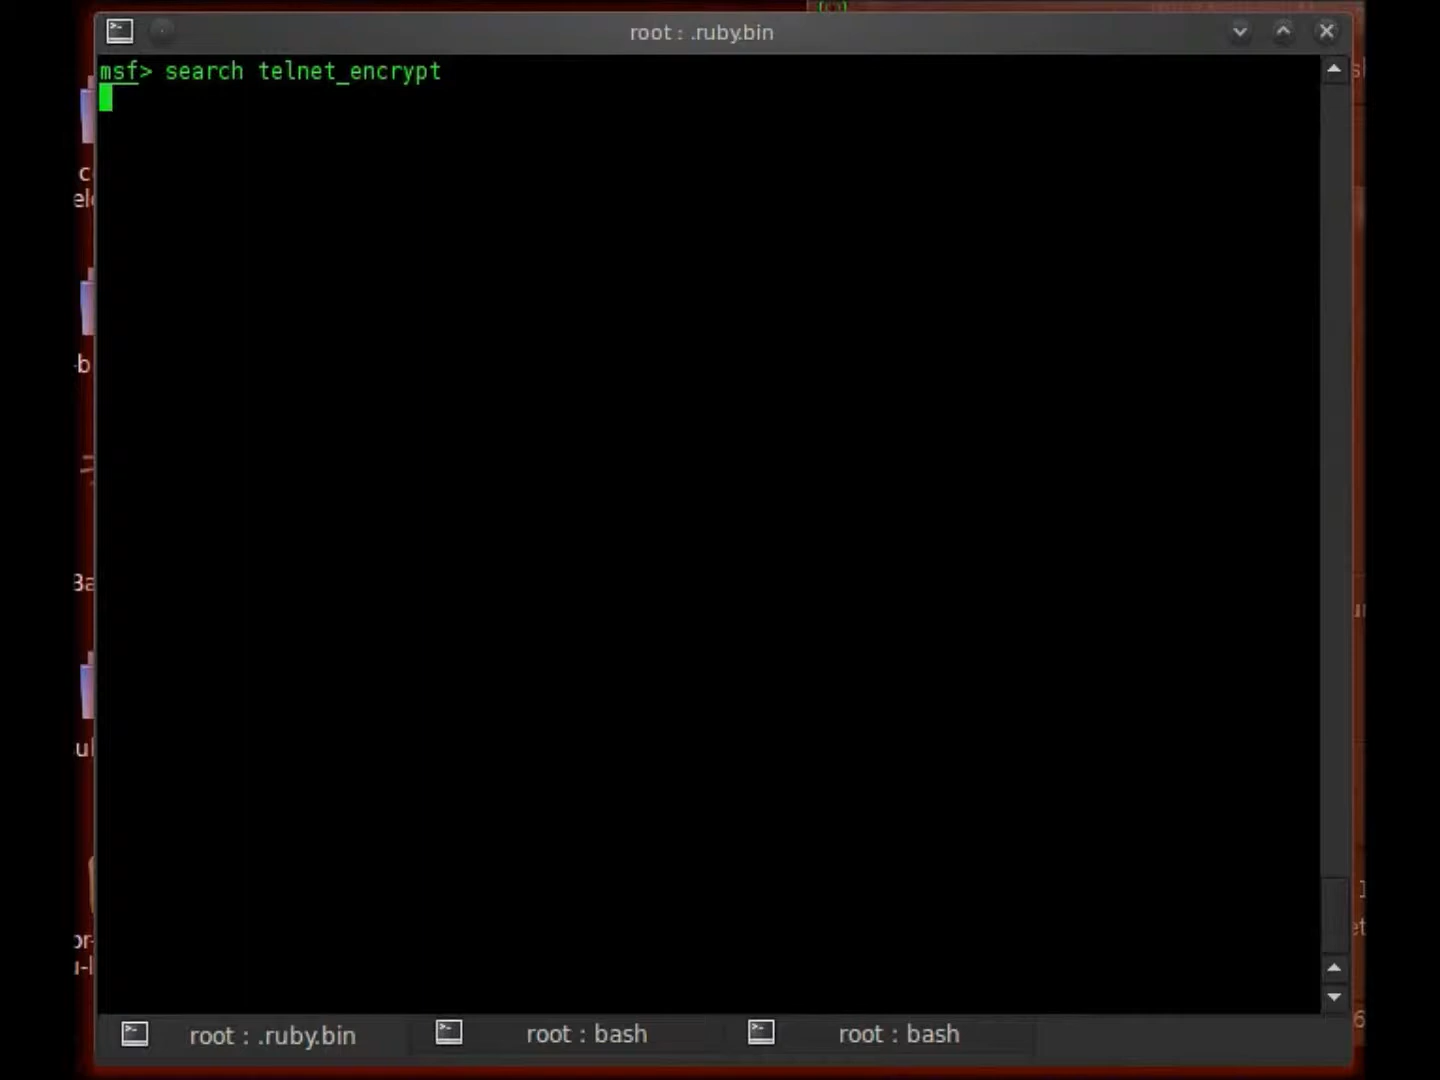 root : .ruby.bin
msf> search telnet_encrypt
root : .ruby.bin
root : bash
root : bash